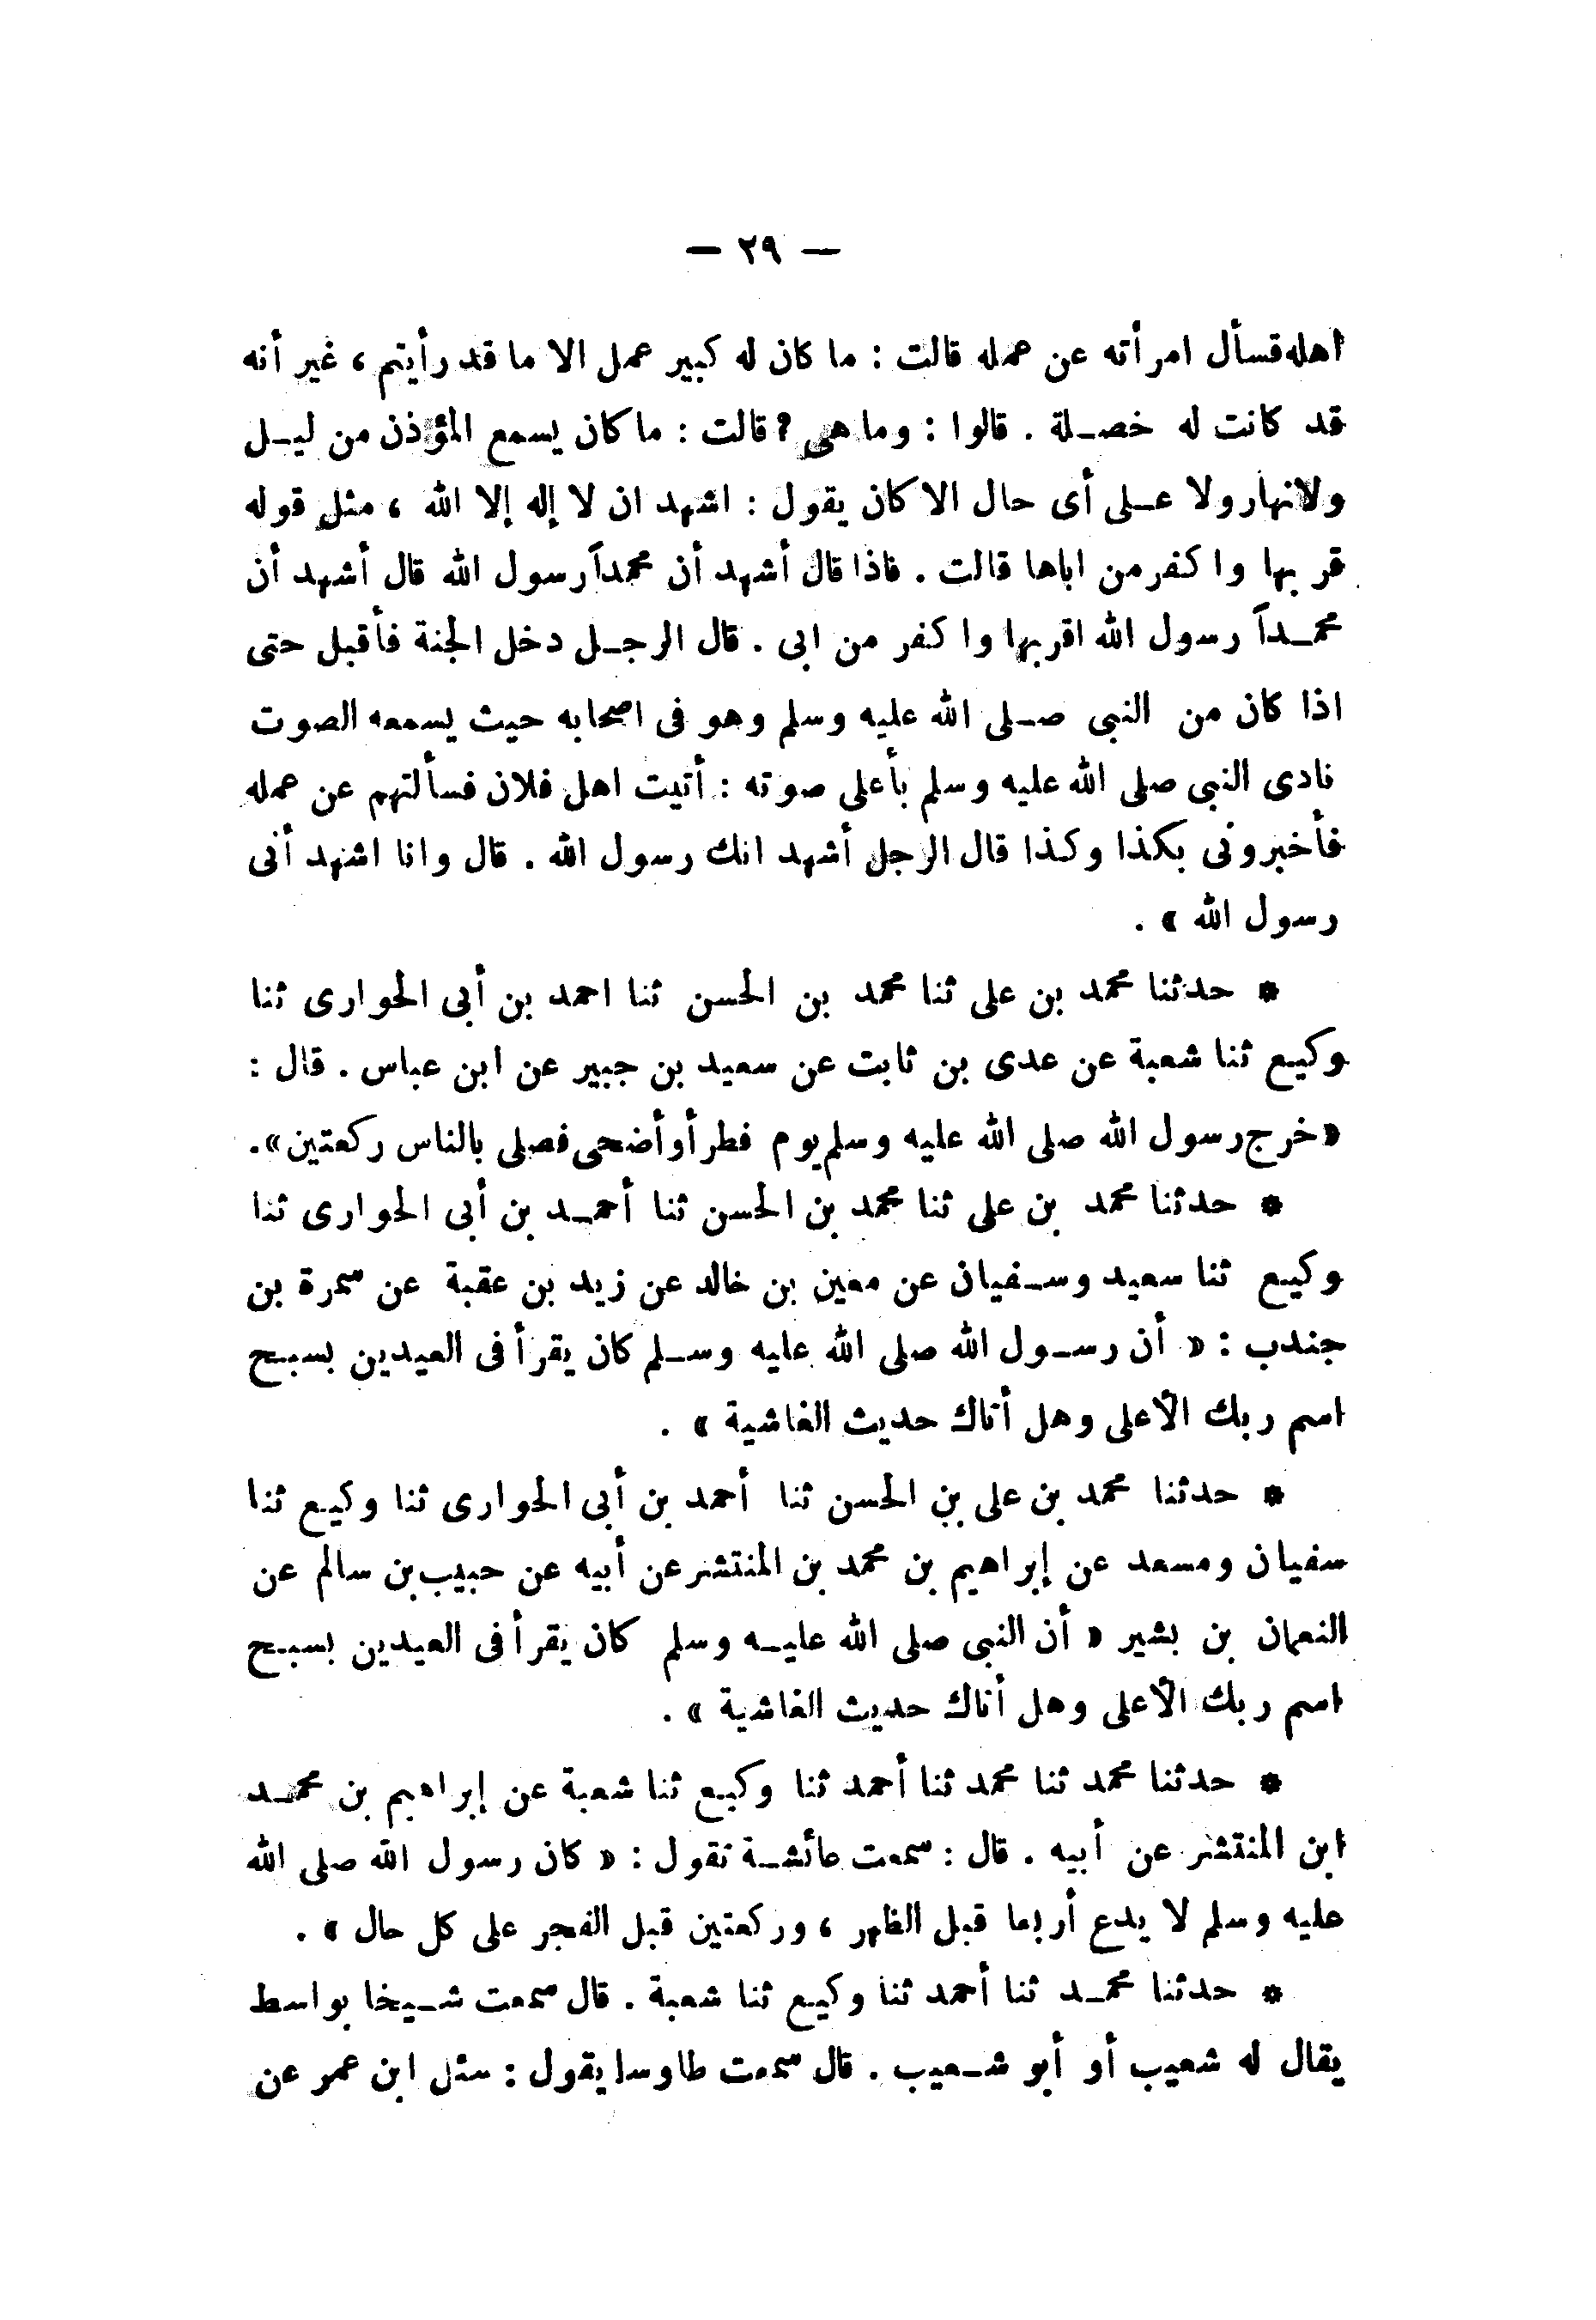 — ٢٩ —
اهله قسأل امرأته عن عمله قالت : ما كان له كبير عمل الا ما قد رأيتم ، غير أنه
قد كانت له خصلة . قالوا : وما هى ? قالت : ما كان يسمع المؤذن من ليل
ولا نهار ولا على أى حال الا كان يقول : اشهد ان لا إله إلا الله ، مثل قوله
قر بها وا كفر من اباها قالت . فاذا قال أشهد أن محمداً رسول الله قال أشهد أن
محمداً رسول الله اقر بها وا كفر من ابى . قال الرجل دخل الجنة فأقبل حتى
اذا كان من النبى صلى الله عليه وسلم وهو فى اصحابه حيث يسمعه الصوت
نادى النبى صلى الله عليه وسلم بأعلى صوته : أتيت اهل فلان فسألتهم عن عمله
فأخبرونى بكذا وكذا قال الرجل أشهد انك رسول الله . قال وانا اشهد أنى
رسول الله » .
* حدثنا محمد بن على ثنا محمد بن الحسن ثنا احمد بن أبى الحوارى ثنا
وكيع ثنا شعبة عن عدى بن ثابت عن سعيد بن جبير عن ابن عباس . قال :
« خرج رسول الله صلى الله عليه وسلم يوم فطر أو أضحى فصلى بالناس ركعتين » .
* حدثنا محمد بن على ثنا محمد بن الحسن ثنا أحمد بن أبى الحوارى ثنا
وكيع ثنا سعيد وسفيان عن معين بن خالد عن زيد بن عقبة عن سمرة بن
جندب : « أن رسول الله صلى الله عليه وسلم كان يقرأ فى العيدين بسبح
اسم ربك الأعلى وهل أتاك حديث الغاشية » .
* حدثنا محمد بن على بن الحسن ثنا أحمد بن أبى الحوارى ثنا وكيع ثنا
سفيان ومسعد عن إبراهيم بن محمد بن المنتشر عن أبيه عن حبيب بن سالم عن
النعمان بن بشير « أن النبى صلى الله عليه وسلم كان يقرأ فى العيدين بسبح
اسم ربك الأعلى وهل أتاك حديث الغاشية » .
* حدثنا محمد ثنا محمد ثنا أحمد ثنا وكيع ثنا شعبة عن إبراهيم بن محمد
ابن المنتشر عن أبيه . قال : سمعت عائشة تقول : « كان رسول الله صلى الله
عليه وسلم لا يدع أربعا قبل الظهر ، وركعتين قبل الفجر على كل حال » .
* حدثنا محمد ثنا أحمد ثنا وكيع ثنا شعبة . قال سمعت شيخا بواسط
يقال له شعيب أو أبو شعيب . قال سمعت طاوسا يقول : سئل ابن عمر عن